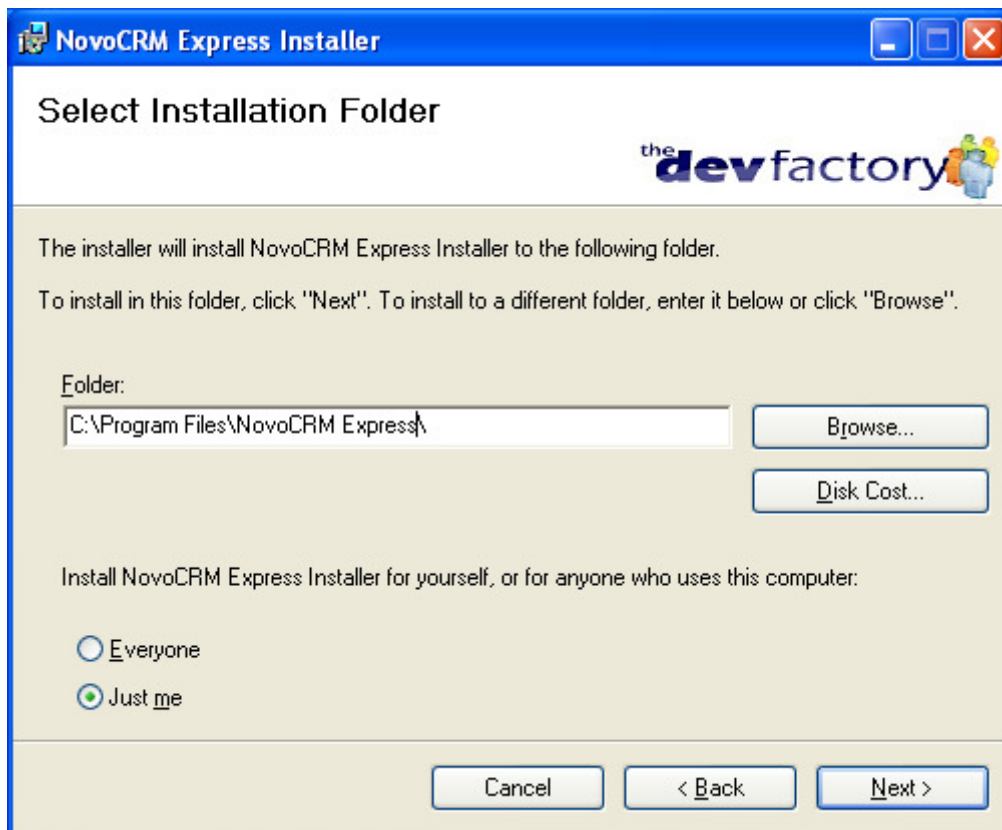 NovoCRM Express Installer
Select Installation Folder
the devfactory
The installer will install NovoCRM Express Installer to the following folder.
To install in this folder, click "Next". To install to a different folder, enter it below or click "Browse".
Folder:
C:\Program Files\NovoCRM Express\
Browse...
Disk Cost...
Install NovoCRM Express Installer for yourself, or for anyone who uses this computer:
Everyone
Just me
Cancel
< Back
Next >